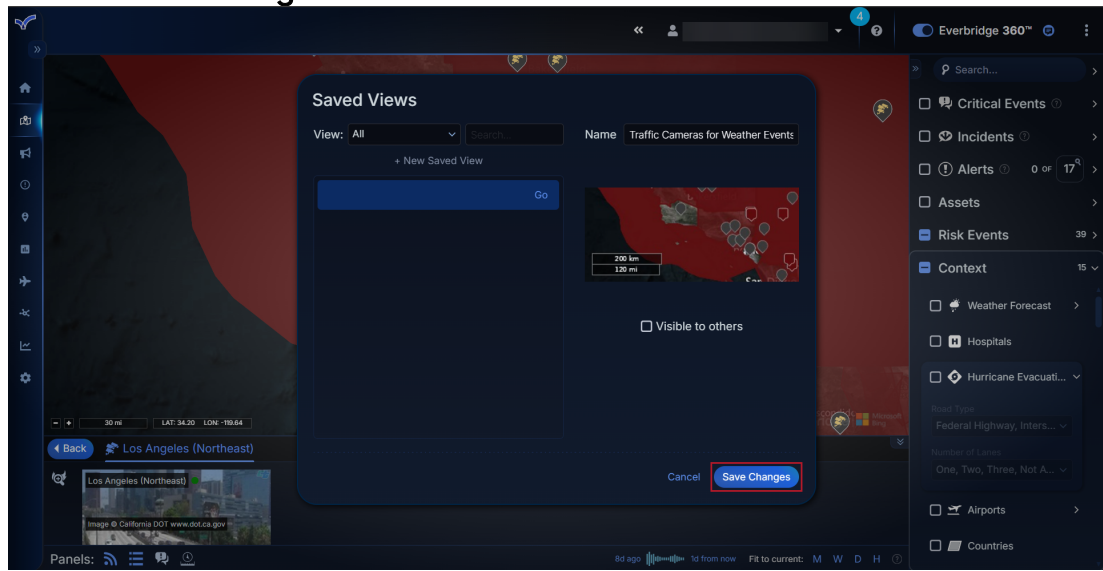 4
Everbridge 360™
Search...
Critical Events
Incidents
Alerts 0 OF 17
Assets
Risk Events 39
Context 15
Weather Forecast
Hospitals
Hurricane Evacuati...
Road Type
Federal Highway, Inters...
Number of Lanes
One, Two, Three, Not A...
Airports
Countries
Saved Views
View: All Search... Name Traffic Cameras for Weather Events
+ New Saved View
Go
200 km
120 mi
Visible to others
Cancel Save Changes
30 mi LAT: 34.20 LON: -119.64
Microsoft
Bing
Back Los Angeles (Northeast)
Los Angeles (Northeast)
Image © California DOT www.dot.ca.gov
Panels: 8d ago 1d from now Fit to current: M W D H